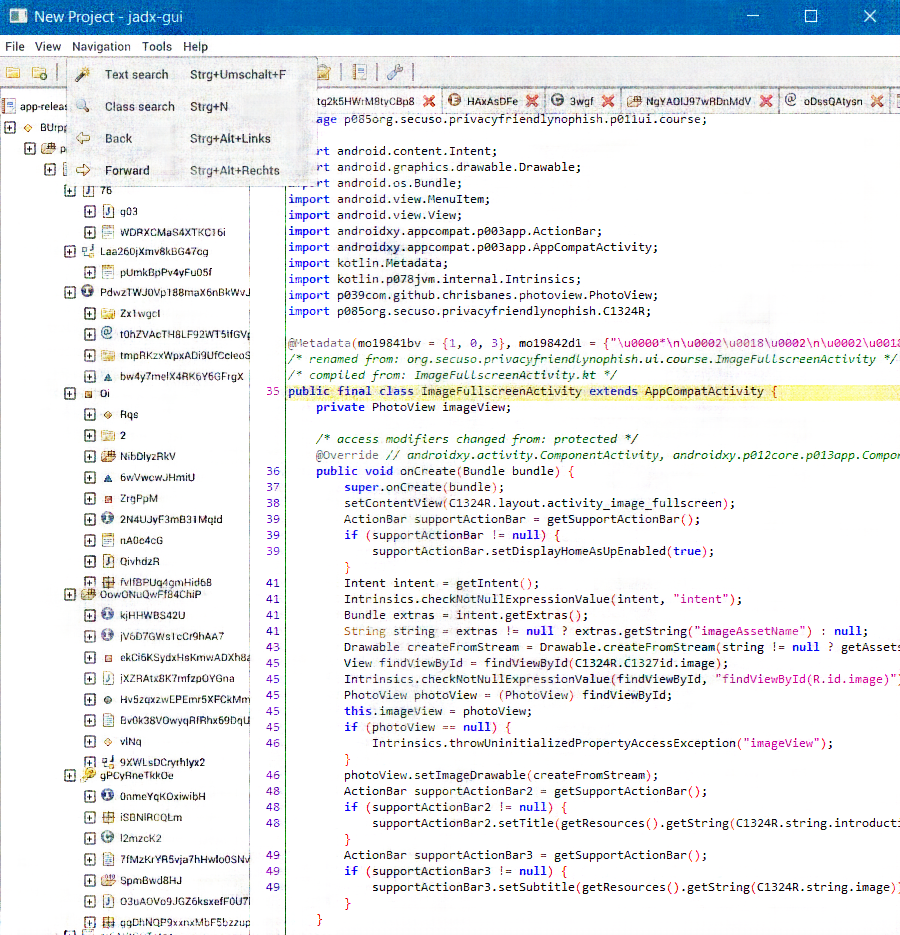 New Project - jadx-gui
File View Navigation Tools Help
Text search Strg+Umschalt+F
Class search Strg+N
Back Strg+Alt+Links
Forward Strg+Alt+Rechts
tg2k5HWrM8tyCBp8 HAxAsDFe 3wgf NgYAQlJ97wRDnMdV oDssQAtysn
app-releas
BUrpp
76
q03
WDRXCMaS4XTKC16i
Laa260jXmv8kBG47og
pUmkBpPv4yFu05f
PdwzTWJ0Vp188maX6nBkWvJ
Zx1wgcl
t0hZVAcTH8LF92WT5IfGVp
tmpRKzxWpxADi9UfCeleoS
bw4y7melX4RK6Y6GFrgX
Oi
Rqs
2
NibDlyzRkV
6wVwcwJHmiU
ZrgPpM
2N4UJyF3mB31MqId
nA0c4cG
QivhdzR
fvlfBPUq4gmHid68
OowONuQwFf84ChiP
kjHHWBS42U
jV6D7GWs1cCr9hAA7
ekCi6KSydxHsKmwADXh8a
jXZRAtx8K7mfzpOYGna
Hv5zqxzwLPEmr5XFCkMm
Bv0k38VOwyqRfRhx69DqU
vlNq
9XWLsDCryrhlyx2
gPCyRneTkkOe
0nmeYqKOxiwibH
iSBNlRCQLm
l2mzcK2
7fMzKrYR5vja7hHwlo0SNv
SpmBwd8HJ
O3uAOVo9JGZ6ksxefF0U7l
ggDhNQP9xxnxMbF5bzzup
age p085org.secuso.privacyfriendlynophish.p011ui.course;
rt android.content.Intent;
rt android.graphics.drawable.Drawable;
rt android.os.Bundle;
import android.view.MenuItem;
import android.view.View;
import androidxy.appcompat.p003app.ActionBar;
import androidxy.appcompat.p003app.AppCompatActivity;
import kotlin.Metadata;
import kotlin.p078jvm.internal.Intrinsics;
import p039com.github.chrisbanes.photoview.PhotoView;
import p085org.secuso.privacyfriendlynophish.C1324R;
@Metadata(mo19841bv = {1, 0, 3}, mo19842d1 = {"\u0000*\n\u0002\u0018\u0002\n\u0002\u0018
/* renamed from: org.secuso.privacyfriendlynophish.ui.course.ImageFullscreenActivity */
/* compiled from: ImageFullscreenActivity.kt */
35 public final class ImageFullscreenActivity extends AppCompatActivity {
private PhotoView imageView;
/* access modifiers changed from: protected */
@Override // androidxy.activity.ComponentActivity, androidxy.p012core.p013app.Compon
36 public void onCreate(Bundle bundle) {
37 super.onCreate(bundle);
38 setContentView(C1324R.layout.activity_image_fullscreen);
39 ActionBar supportActionBar = getSupportActionBar();
39 if (supportActionBar != null) {
39 supportActionBar.setDisplayHomeAsUpEnabled(true);
}
41 Intent intent = getIntent();
41 Intrinsics.checkNotNullExpressionValue(intent, "intent");
41 Bundle extras = intent.getExtras();
41 String string = extras != null ? extras.getString("imageAssetName") : null;
43 Drawable createFromStream = Drawable.createFromStream(string != null ? getAssets
45 View findViewById = findViewById(C1324R.C1327id.image);
45 Intrinsics.checkNotNullExpressionValue(findViewById, "findViewById(R.id.image)")
45 PhotoView photoView = (PhotoView) findViewById;
45 this.imageView = photoView;
45 if (photoView == null) {
46 Intrinsics.throwUninitializedPropertyAccessException("imageView");
}
46 photoView.setImageDrawable(createFromStream);
48 ActionBar supportActionBar2 = getSupportActionBar();
48 if (supportActionBar2 != null) {
48 supportActionBar2.setTitle(getResources().getString(C1324R.string.introducti
}
49 ActionBar supportActionBar3 = getSupportActionBar();
49 if (supportActionBar3 != null) {
49 supportActionBar3.setSubtitle(getResources().getString(C1324R.string.image)
}
}